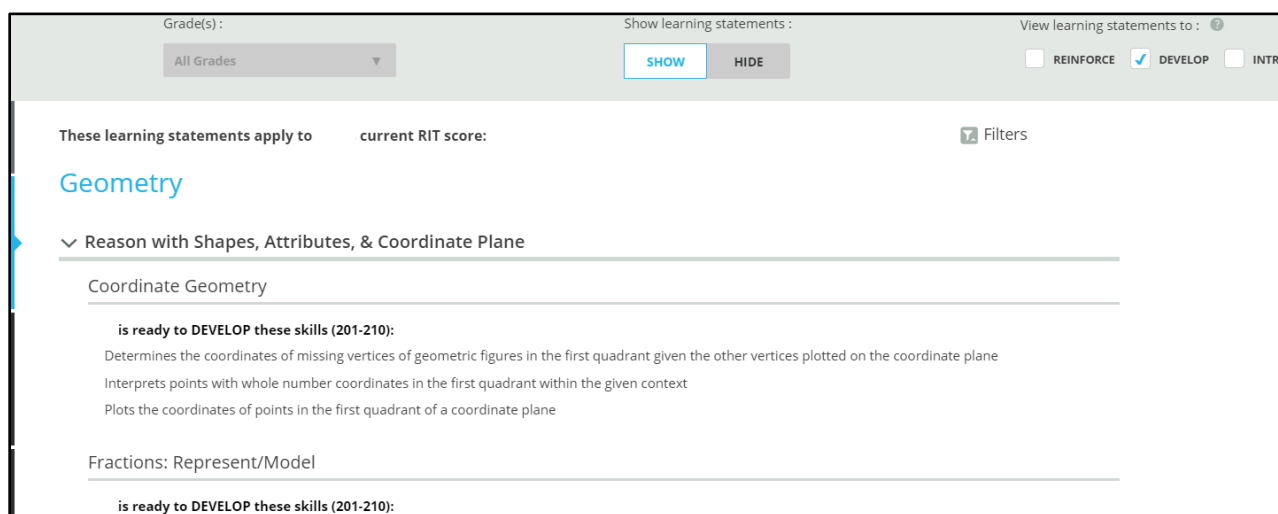 Grade(s) : Show learning statements : View learning statements to : ?
All Grades SHOW HIDE REINFORCE DEVELOP INTR
These learning statements apply to current RIT score: Filters
Geometry
Reason with Shapes, Attributes, & Coordinate Plane
Coordinate Geometry
is ready to DEVELOP these skills (201-210):
Determines the coordinates of missing vertices of geometric figures in the first quadrant given the other vertices plotted on the coordinate plane
Interprets points with whole number coordinates in the first quadrant within the given context
Plots the coordinates of points in the first quadrant of a coordinate plane
Fractions: Represent/Model
is ready to DEVELOP these skills (201-210):